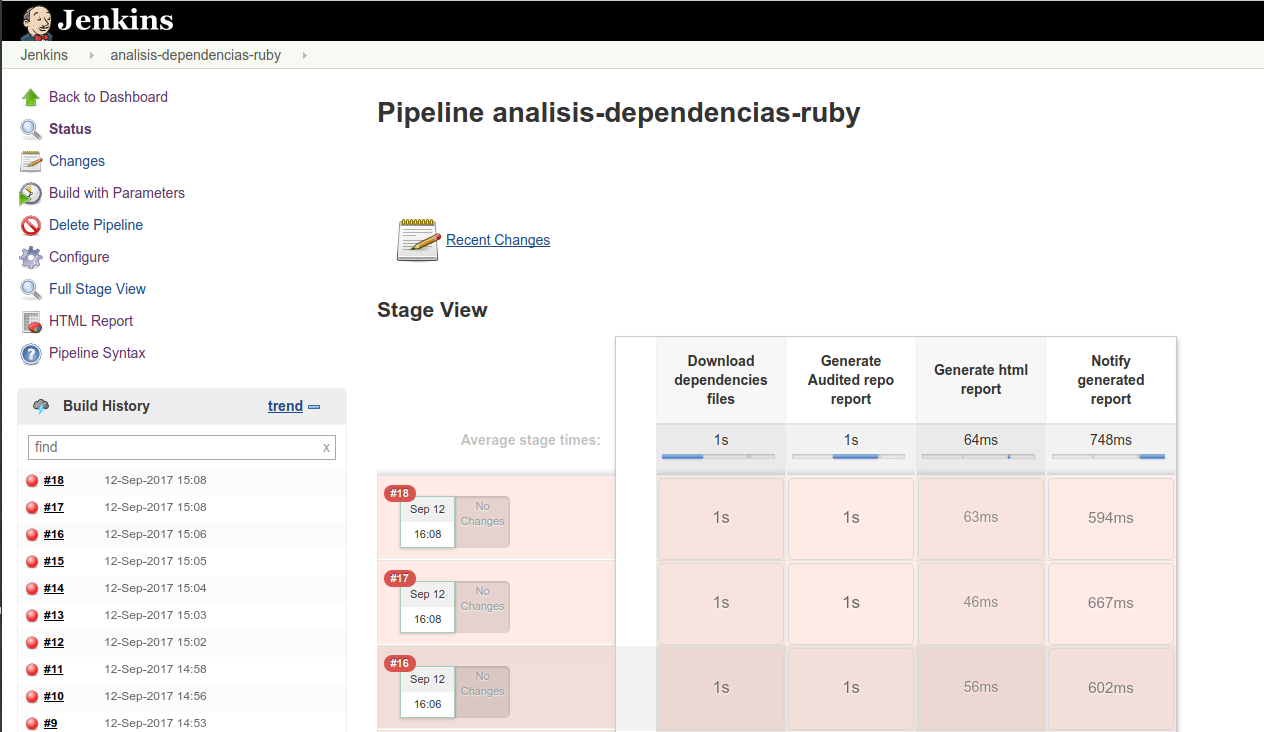 Jenkins
Jenkins
analisis-dependencias-ruby
Back to Dashboard
Status
Changes
Build with Parameters
Delete Pipeline
Configure
Full Stage View
HTML Report
Pipeline Syntax
Build History
trend
find
x
#18 12-Sep-2017 15:08
#17 12-Sep-2017 15:08
#16 12-Sep-2017 15:06
#15 12-Sep-2017 15:05
#14 12-Sep-2017 15:04
#13 12-Sep-2017 15:03
#12 12-Sep-2017 15:02
#11 12-Sep-2017 14:58
#10 12-Sep-2017 14:56
#9 12-Sep-2017 14:53
Pipeline analisis-dependencias-ruby
Recent Changes
Stage View
Download
dependencies
files
Generate
Audited repo
report
Generate html
report
Notify
generated
report
Average stage times:
1s
1s
64ms
748ms
#18
Sep 12
16:08
No
Changes
1s
1s
63ms
594ms
#17
Sep 12
16:08
No
Changes
1s
1s
46ms
667ms
#16
Sep 12
16:06
No
Changes
1s
1s
56ms
602ms